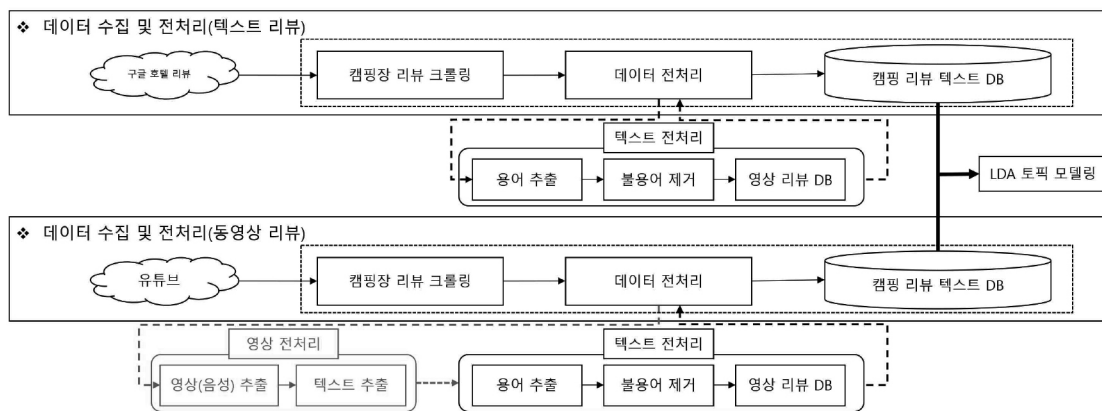 ❖ 데이터 수집 및 전처리(텍스트 리뷰)
구글 호텔 리뷰
캠핑장 리뷰 크롤링
데이터 전처리
캠핑 리뷰 텍스트 DB
텍스트 전처리
용어 추출
불용어 제거
영상 리뷰 DB
LDA 토픽 모델링
❖ 데이터 수집 및 전처리(동영상 리뷰)
유튜브
캠핑장 리뷰 크롤링
데이터 전처리
캠핑 리뷰 텍스트 DB
영상 전처리
영상(음성) 추출
텍스트 추출
텍스트 전처리
용어 추출
불용어 제거
영상 리뷰 DB